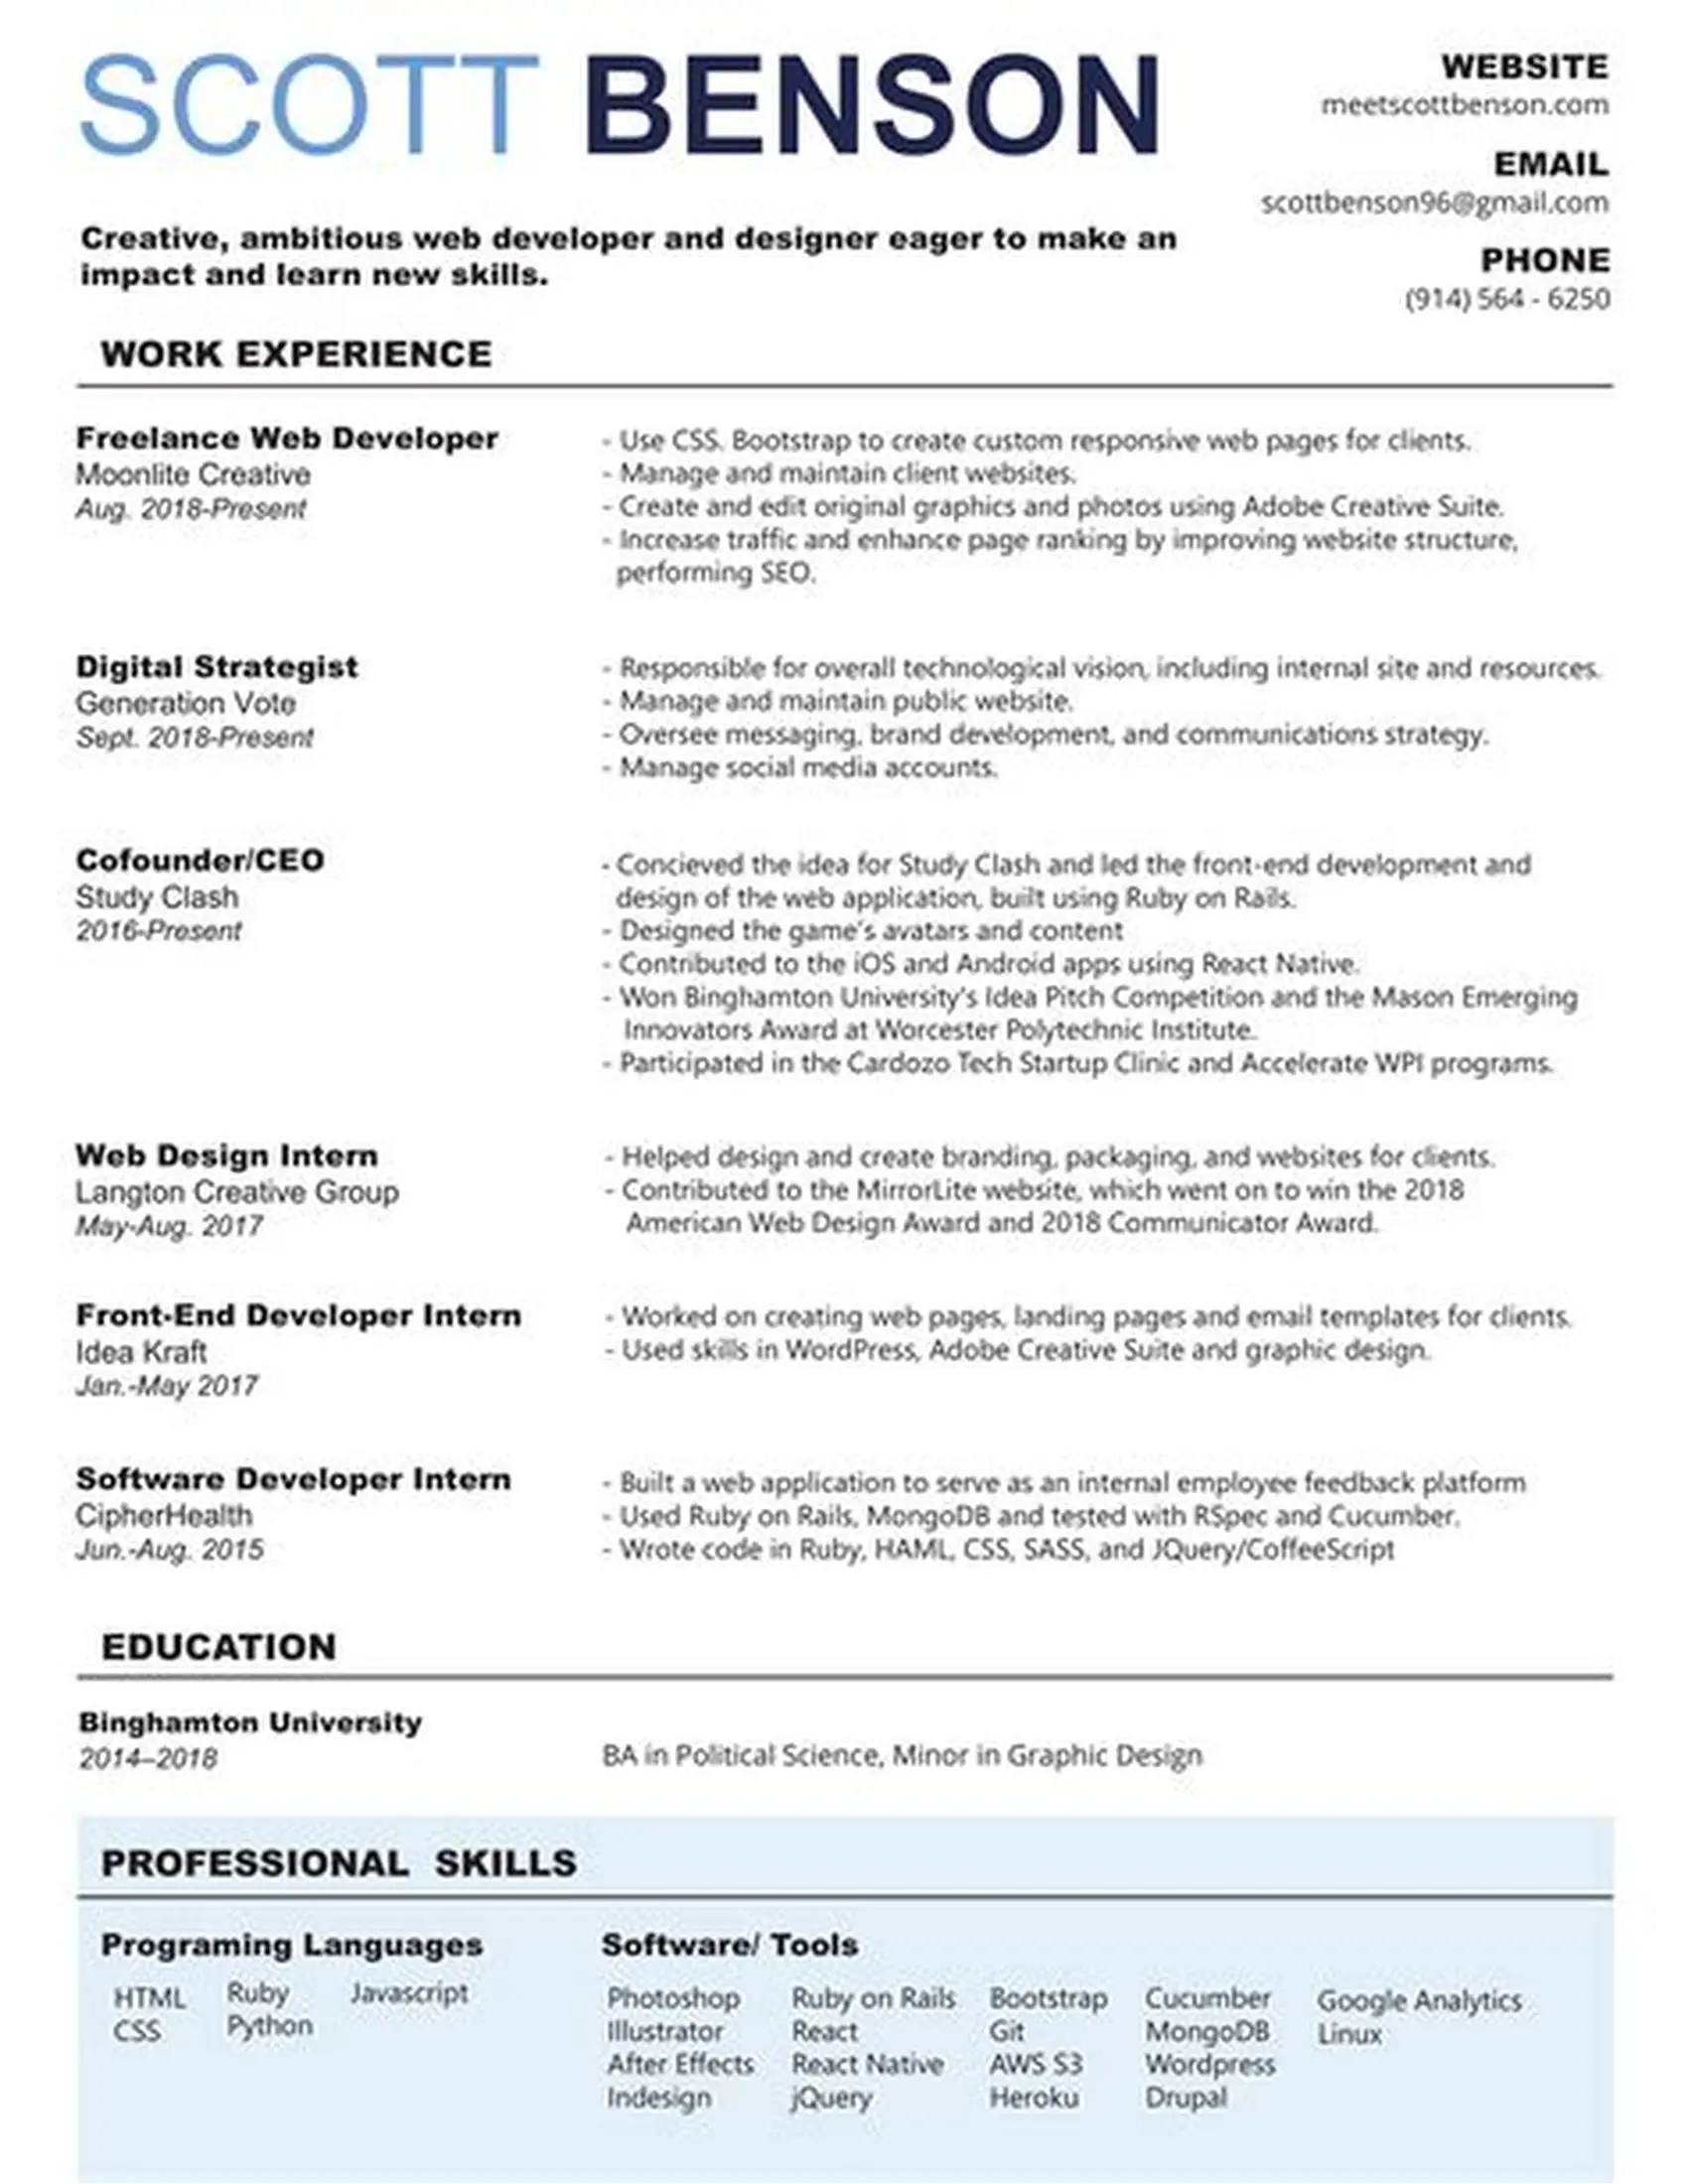 SCOTT BENSON
WEBSITE
meetscottbenson.com
EMAIL
scottbenson96@gmail.com
PHONE
(914) 564 - 6250
Creative, ambitious web developer and designer eager to make an
impact and learn new skills.
WORK EXPERIENCE
Freelance Web Developer
Moonlite Creative
Aug. 2018-Present
- Use CSS, Bootstrap to create custom responsive web pages for clients.
- Manage and maintain client websites.
- Create and edit original graphics and photos using Adobe Creative Suite.
- Increase traffic and enhance page ranking by improving website structure,
performing SEO.
Digital Strategist
Generation Vote
Sept. 2018-Present
- Responsible for overall technological vision, including internal site and resources.
- Manage and maintain public website.
- Oversee messaging, brand development, and communications strategy.
- Manage social media accounts.
Cofounder/CEO
Study Clash
2016-Present
- Concieved the idea for Study Clash and led the front-end development and
design of the web application, built using Ruby on Rails.
- Designed the game's avatars and content
- Contributed to the iOS and Android apps using React Native.
- Won Binghamton University's Idea Pitch Competition and the Mason Emerging
Innovators Award at Worcester Polytechnic Institute.
- Participated in the Cardozo Tech Startup Clinic and Accelerate WPI programs.
Web Design Intern
Langton Creative Group
May-Aug. 2017
- Helped design and create branding, packaging, and websites for clients.
- Contributed to the MirrorLite website, which went on to win the 2018
American Web Design Award and 2018 Communicator Award.
Front-End Developer Intern
Idea Kraft
Jan.-May 2017
- Worked on creating web pages, landing pages and email templates for clients.
- Used skills in WordPress, Adobe Creative Suite and graphic design.
Software Developer Intern
CipherHealth
Jun.-Aug. 2015
- Built a web application to serve as an internal employee feedback platform
- Used Ruby on Rails, MongoDB and tested with RSpec and Cucumber.
- Wrote code in Ruby, HAML, CSS, SASS, and JQuery/CoffeeScript
EDUCATION
Binghamton University
2014–2018
BA in Political Science, Minor in Graphic Design
PROFESSIONAL SKILLS
Programing Languages
HTML Ruby Javascript
CSS Python
Software/ Tools
Photoshop Ruby on Rails Bootstrap Cucumber Google Analytics
Illustrator React Git MongoDB Linux
After Effects React Native AWS S3 Wordpress
Indesign jQuery Heroku Drupal